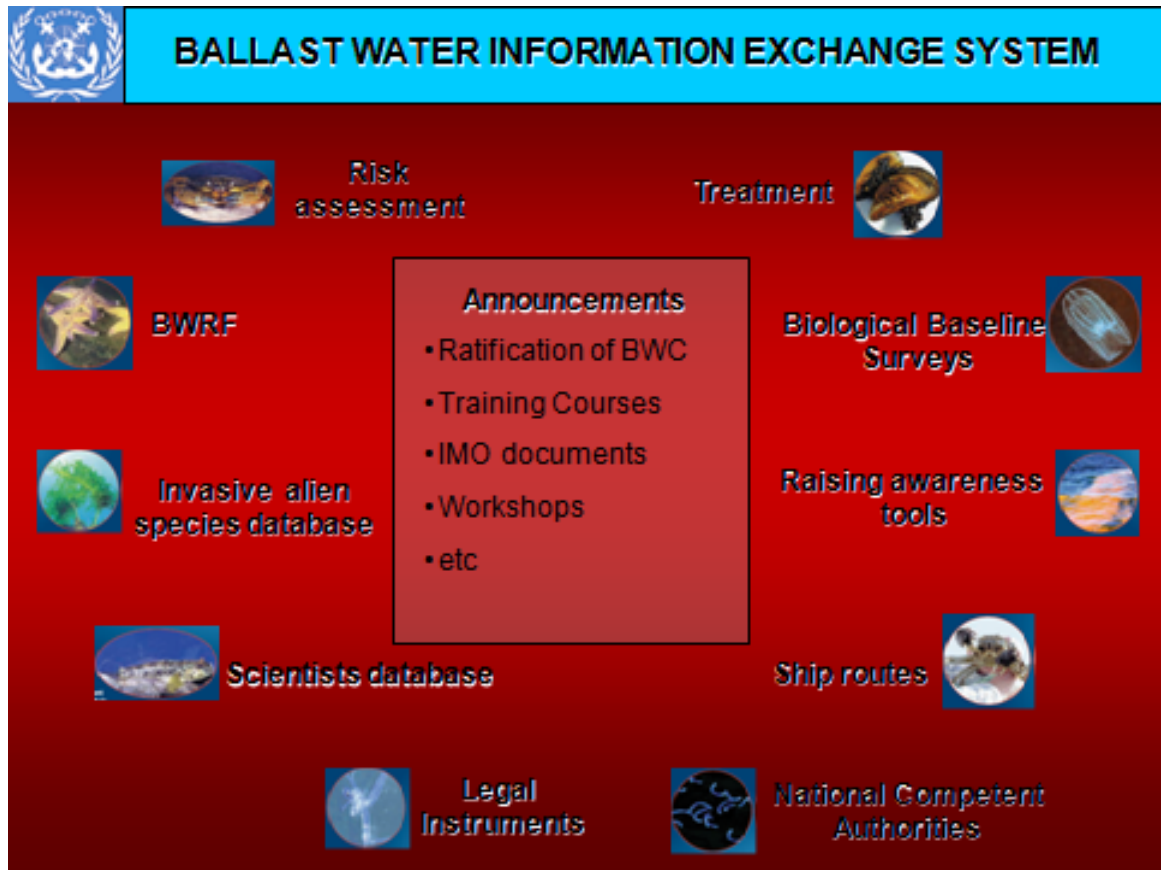 BALLAST WATER INFORMATION EXCHANGE SYSTEM
Risk
assessment
Treatment
BWRF
Announcements
•Ratification of BWC
•Training Courses
•IMO documents
•Workshops
•etc
Biological Baseline
Surveys
Invasive alien
species database
Raising awareness
tools
Scientists database
Ship routes
Legal
Instruments
National Competent
Authorities